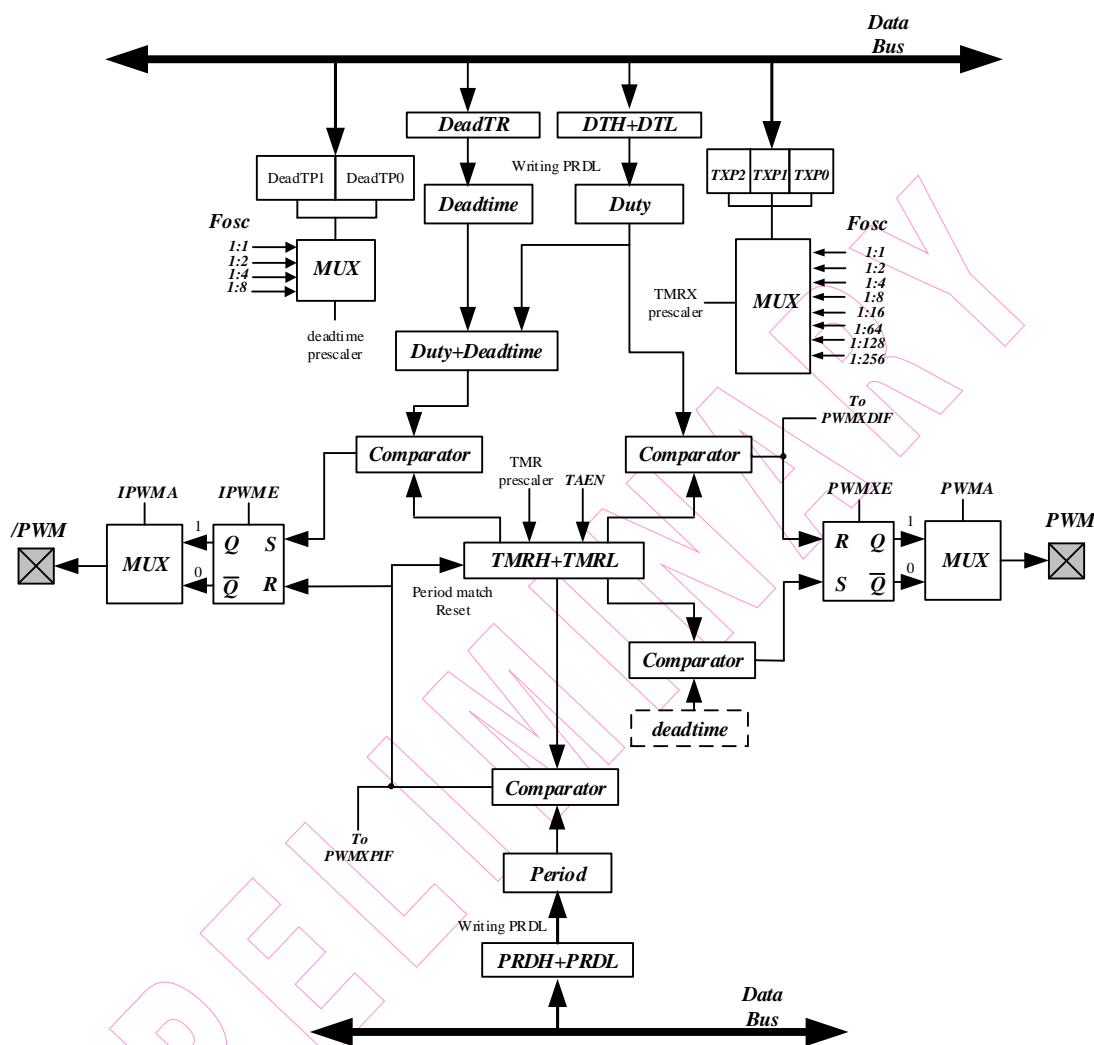 Data
Bus
DeadTR
DTH+DTL
Writing PRDL
DeadTP1 DeadTP0
TXP2 TXP1 TXP0
Deadtime
Duty
Fosc
1:1
1:2
1:4
1:8
MUX
deadtime
prescaler
Fosc
1:1
1:2
1:4
1:8
1:16
1:64
1:128
1:256
MUX
TMRX
prescaler
Duty+Deadtime
To
PWMXDIF
Comparator
Comparator
TMR
prescaler
TAEN
IPWMA
IPWME
PWMXE
PWMA
/PWM
MUX
1
0
Q S
Q R
TMRH+TMRL
Period match
Reset
R Q
S Q
1
0
MUX
PWM
Comparator
deadtime
Comparator
To
PWMXPIF
Period
Writing PRDL
PRDH+PRDL
Data
Bus
PRELIMINARY